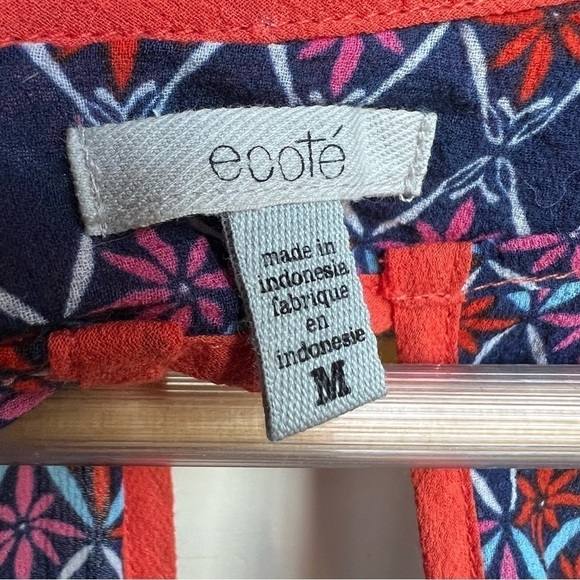 ecoté
made in
indonesia
fabrique
en
indonesie
M